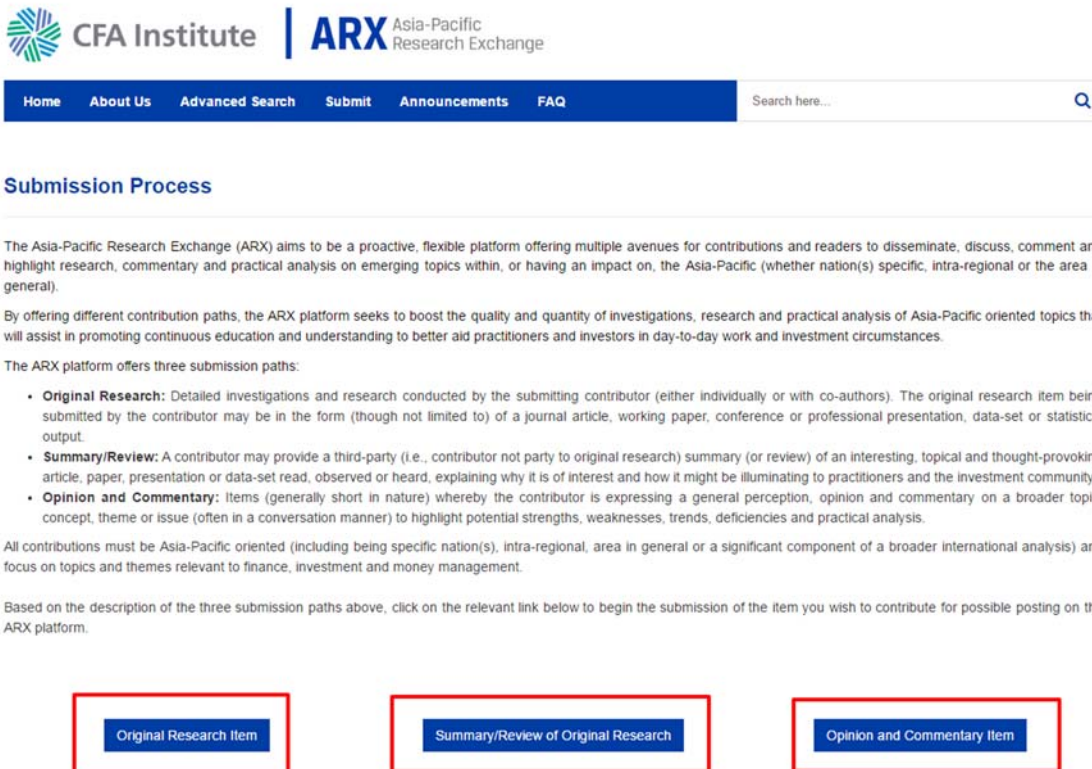 CFA Institute
ARX Asia-Pacific
Research Exchange
Home About Us Advanced Search Submit Announcements FAQ Search here...
Submission Process
The Asia-Pacific Research Exchange (ARX) aims to be a proactive, flexible platform offering multiple avenues for contributions and readers to disseminate, discuss, comment an
highlight research, commentary and practical analysis on emerging topics within, or having an impact on, the Asia-Pacific (whether nation(s) specific, intra-regional or the area
general).
By offering different contribution paths, the ARX platform seeks to boost the quality and quantity of investigations, research and practical analysis of Asia-Pacific oriented topics th
will assist in promoting continuous education and understanding to better aid practitioners and investors in day-to-day work and investment circumstances.
The ARX platform offers three submission paths:
• Original Research: Detailed investigations and research conducted by the submitting contributor (either individually or with co-authors). The original research item bein
submitted by the contributor may be in the form (though not limited to) of a journal article, working paper, conference or professional presentation, data-set or statistic
output.
• Summary/Review: A contributor may provide a third-party (i.e., contributor not party to original research) summary (or review) of an interesting, topical and thought-provokin
article, paper, presentation or data-set read, observed or heard, explaining why it is of interest and how it might be illuminating to practitioners and the investment community
• Opinion and Commentary: Items (generally short in nature) whereby the contributor is expressing a general perception, opinion and commentary on a broader topi
concept, theme or issue (often in a conversation manner) to highlight potential strengths, weaknesses, trends, deficiencies and practical analysis.
All contributions must be Asia-Pacific oriented (including being specific nation(s), intra-regional, area in general or a significant component of a broader international analysis) an
focus on topics and themes relevant to finance, investment and money management.
Based on the description of the three submission paths above, click on the relevant link below to begin the submission of the item you wish to contribute for possible posting on th
ARX platform.
Original Research Item Summary/Review of Original Research Opinion and Commentary Item